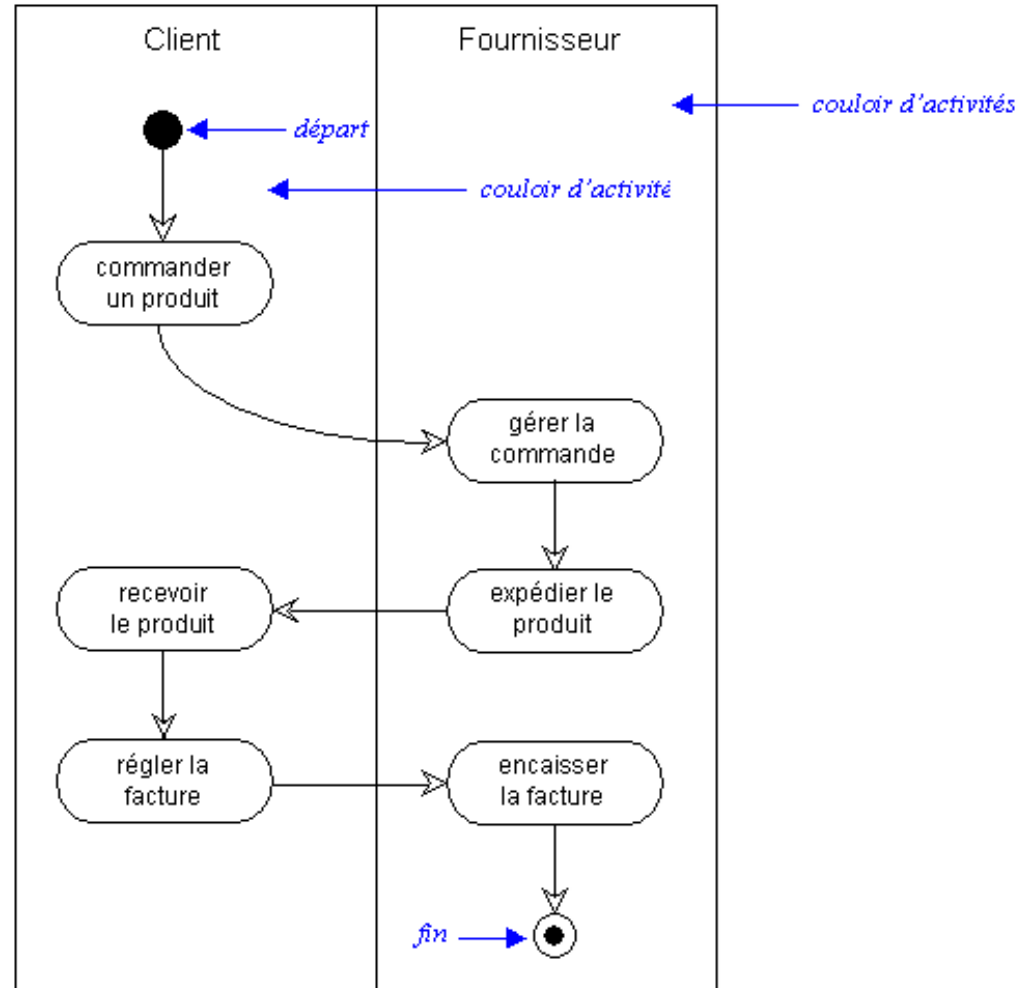 Client
Fournisseur
couloir d'activités
départ
couloir d'activité
commander
un produit
gérer la
commande
recevoir
le produit
expédier le
produit
régler la
facture
encaisser
la facture
fin